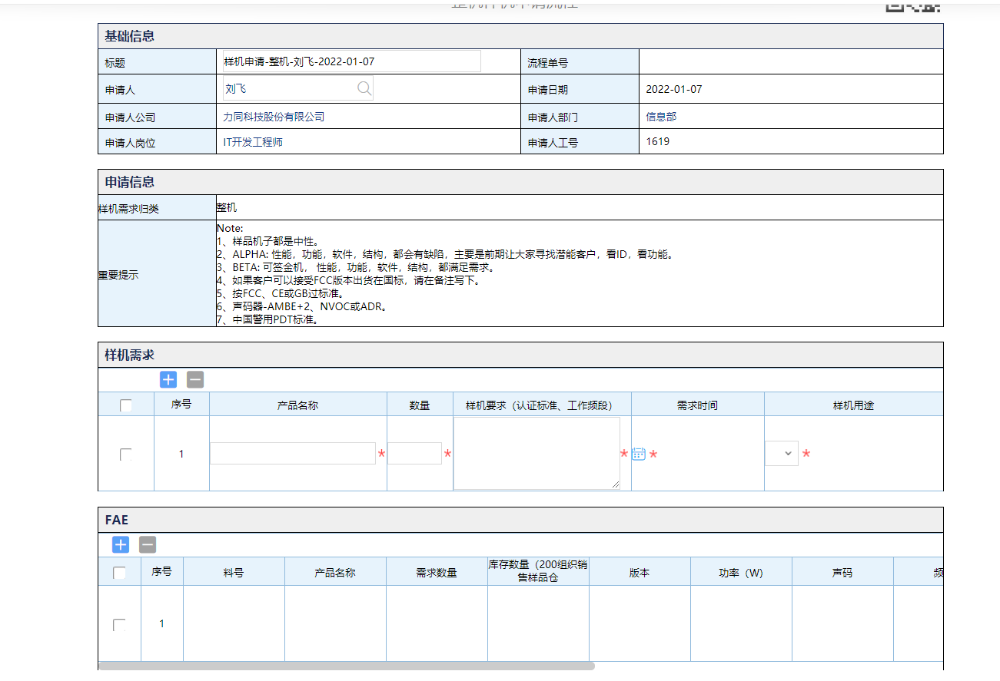 整机样机申请流程
基础信息
标题 样机申请-整机-刘飞-2022-01-07 流程单号
申请人 刘飞 申请日期 2022-01-07
申请人公司 力同科技股份有限公司 申请人部门 信息部
申请人岗位 IT开发工程师 申请人工号 1619
申请信息
样机需求归类 整机
重要提示
Note:
1、样品机子都是中性。
2、ALPHA: 性能，功能，软件，结构，都会有缺陷，主要是前期让大家寻找潜能客户，看ID，看功能。
3、BETA: 可签金机， 性能，功能，软件，结构，都满足需求。
4、如果客户可以接受FCC版本出货在国标，请在备注写下。
5、按FCC、CE或GB过标准。
6、声码器-AMBE+2、NVOC或ADR。
7、中国警用PDT标准。
样机需求
序号 产品名称 数量 样机要求（认证标准、工作频段） 需求时间 样机用途
1 * * * * *
FAE
序号 料号 产品名称 需求数量 库存数量（200组织销
售样品仓 版本 功率（W) 声码 频
1